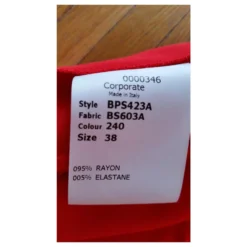 0000346
Corporate
Made in Italy
Style BPS423A
Fabric BS603A
Colour 240
Size 38
095% RAYON
005% ELASTANE